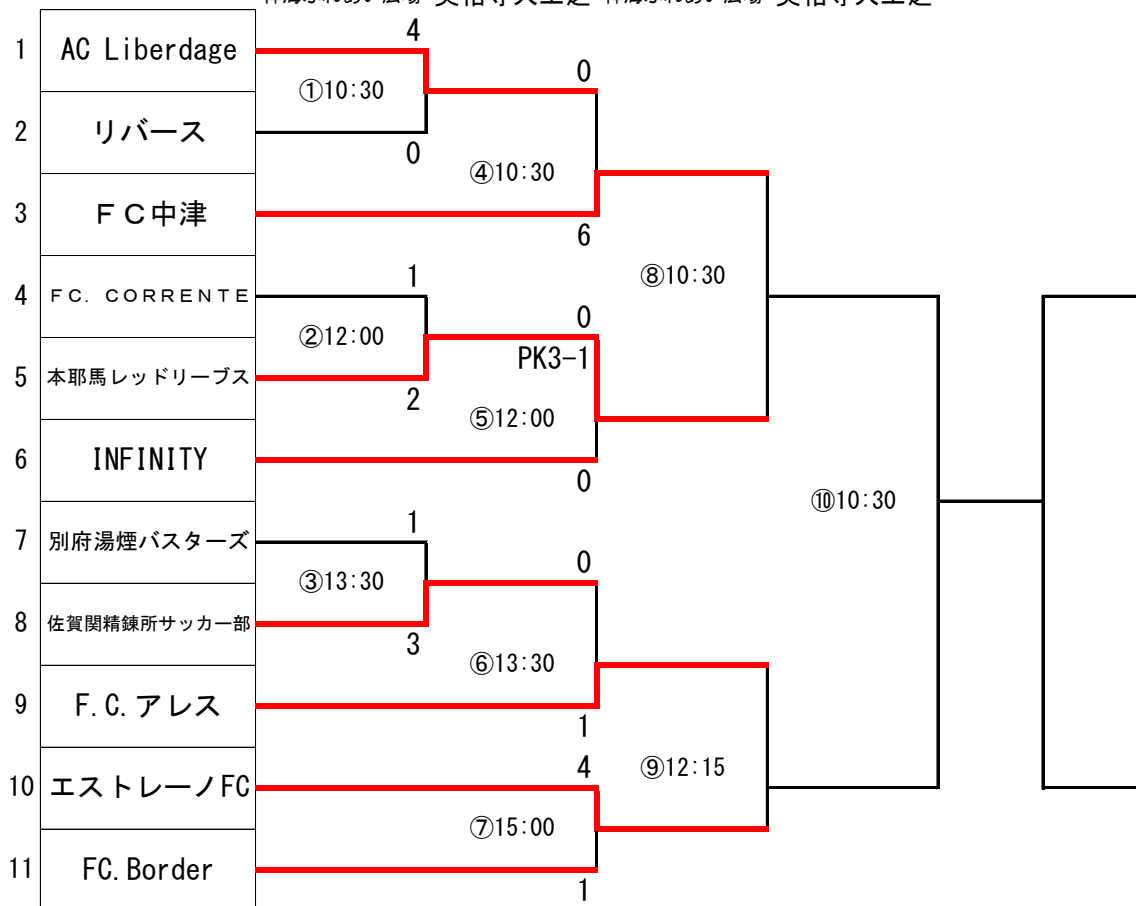 1 AC Liberdage
2 リバース
3 ＦＣ中津
4 ＦＣ．ＣＯＲＲＥＮＴＥ
5 本耶馬レッドリーブス
6 INFINITY
7 別府湯煙バスターズ
8 佐賀関精錬所サッカー部
9 F.C.アレス
10 エストレーノFC
11 FC.Border
4
①10:30
0
1
②12:00
2
1
③13:30
3
0
④10:30
6
0
PK3-1
⑤12:00
0
0
⑥13:30
1
4
⑦15:00
1
⑧10:30
⑨12:15
⑩10:30